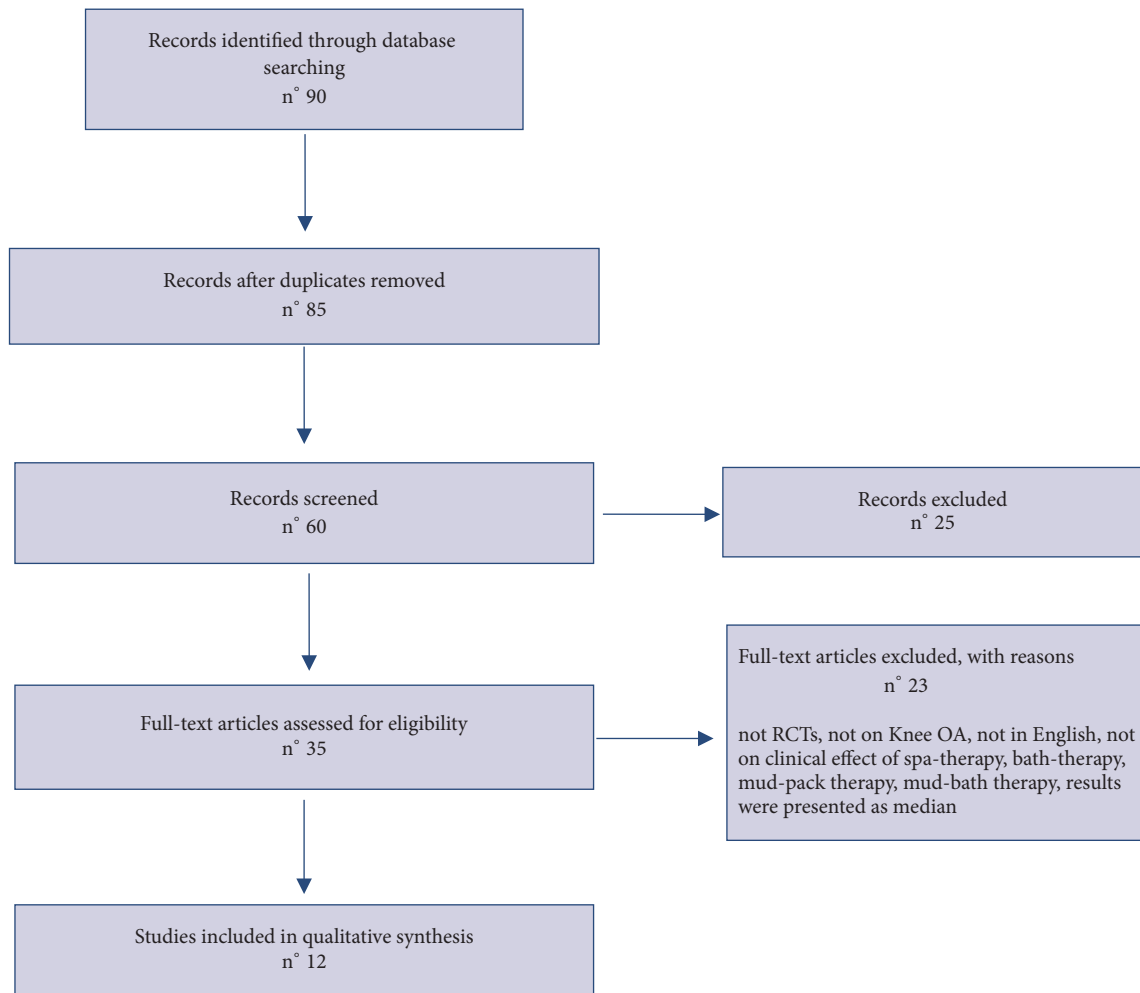 Records identified through database
searching
n° 90
Records after duplicates removed
n° 85
Records screened
n° 60
Records excluded
n° 25
Full-text articles assessed for eligibility
n° 35
Full-text articles excluded, with reasons
n° 23
not RCTs, not on Knee OA, not in English, not
on clinical effect of spa-therapy, bath-therapy,
mud-pack therapy, mud-bath therapy, results
were presented as median
Studies included in qualitative synthesis
n° 12